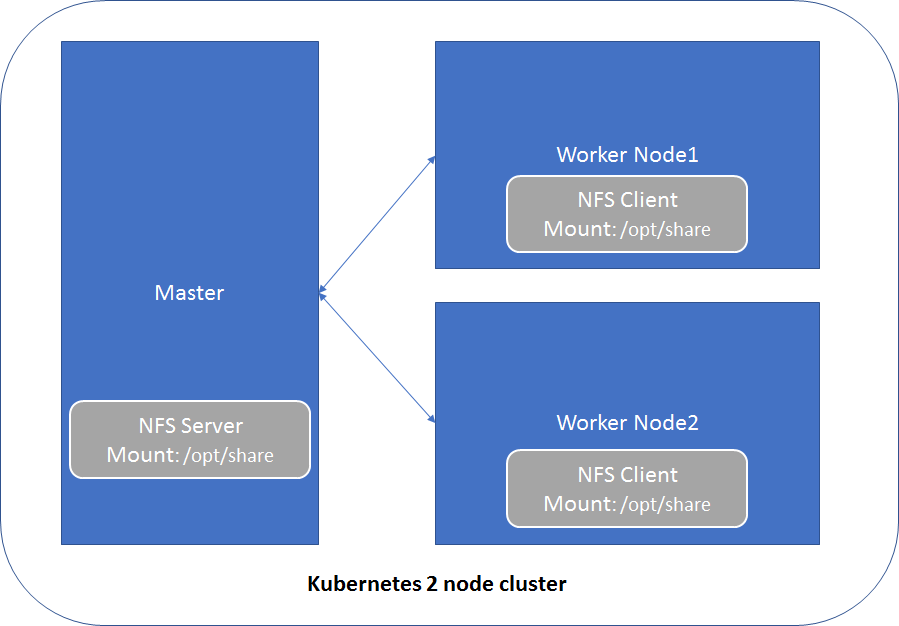 Master
NFS Server
Mount: /opt/share
Worker Node1
NFS Client
Mount: /opt/share
Worker Node2
NFS Client
Mount: /opt/share
Kubernetes 2 node cluster